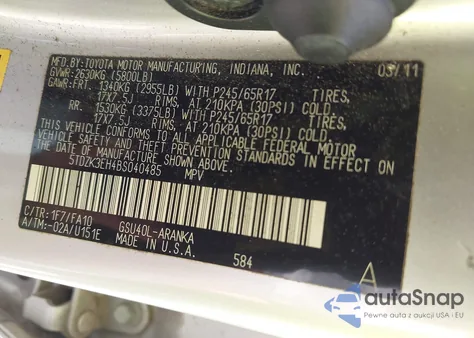 MFD.BY:TOYOTA MOTOR MANUFACTURING, INDIANA, INC. 03/11
GVWR:2630KG (5800LB)
GAWR:FRT. 1340KG (2955LB) WITH P245/65R17 TIRES,
17X7.5J RIMS, AT 210KPA (30PSI) COLD.
RR. 1530KG (3375LB) WITH P245/65R17 TIRES,
17X7.5J RIMS, AT 210KPA (30PSI) COLD.
THIS VEHICLE CONFORMS TO ALL APPLICABLE FEDERAL MOTOR
VEHICLE SAFETY AND THEFT PREVENTION STANDARDS IN EFFECT ON
THE DATE OF MANUFACTURE SHOWN ABOVE.
5TDZK3EH4BS040485 MPV
C/TR:1F7/FA10 GSU40L-ARANKA
A/TM:-02A/U151E MADE IN U.S.A.
584
A
autaSnap
Pewne auta z aukcji USA i EU